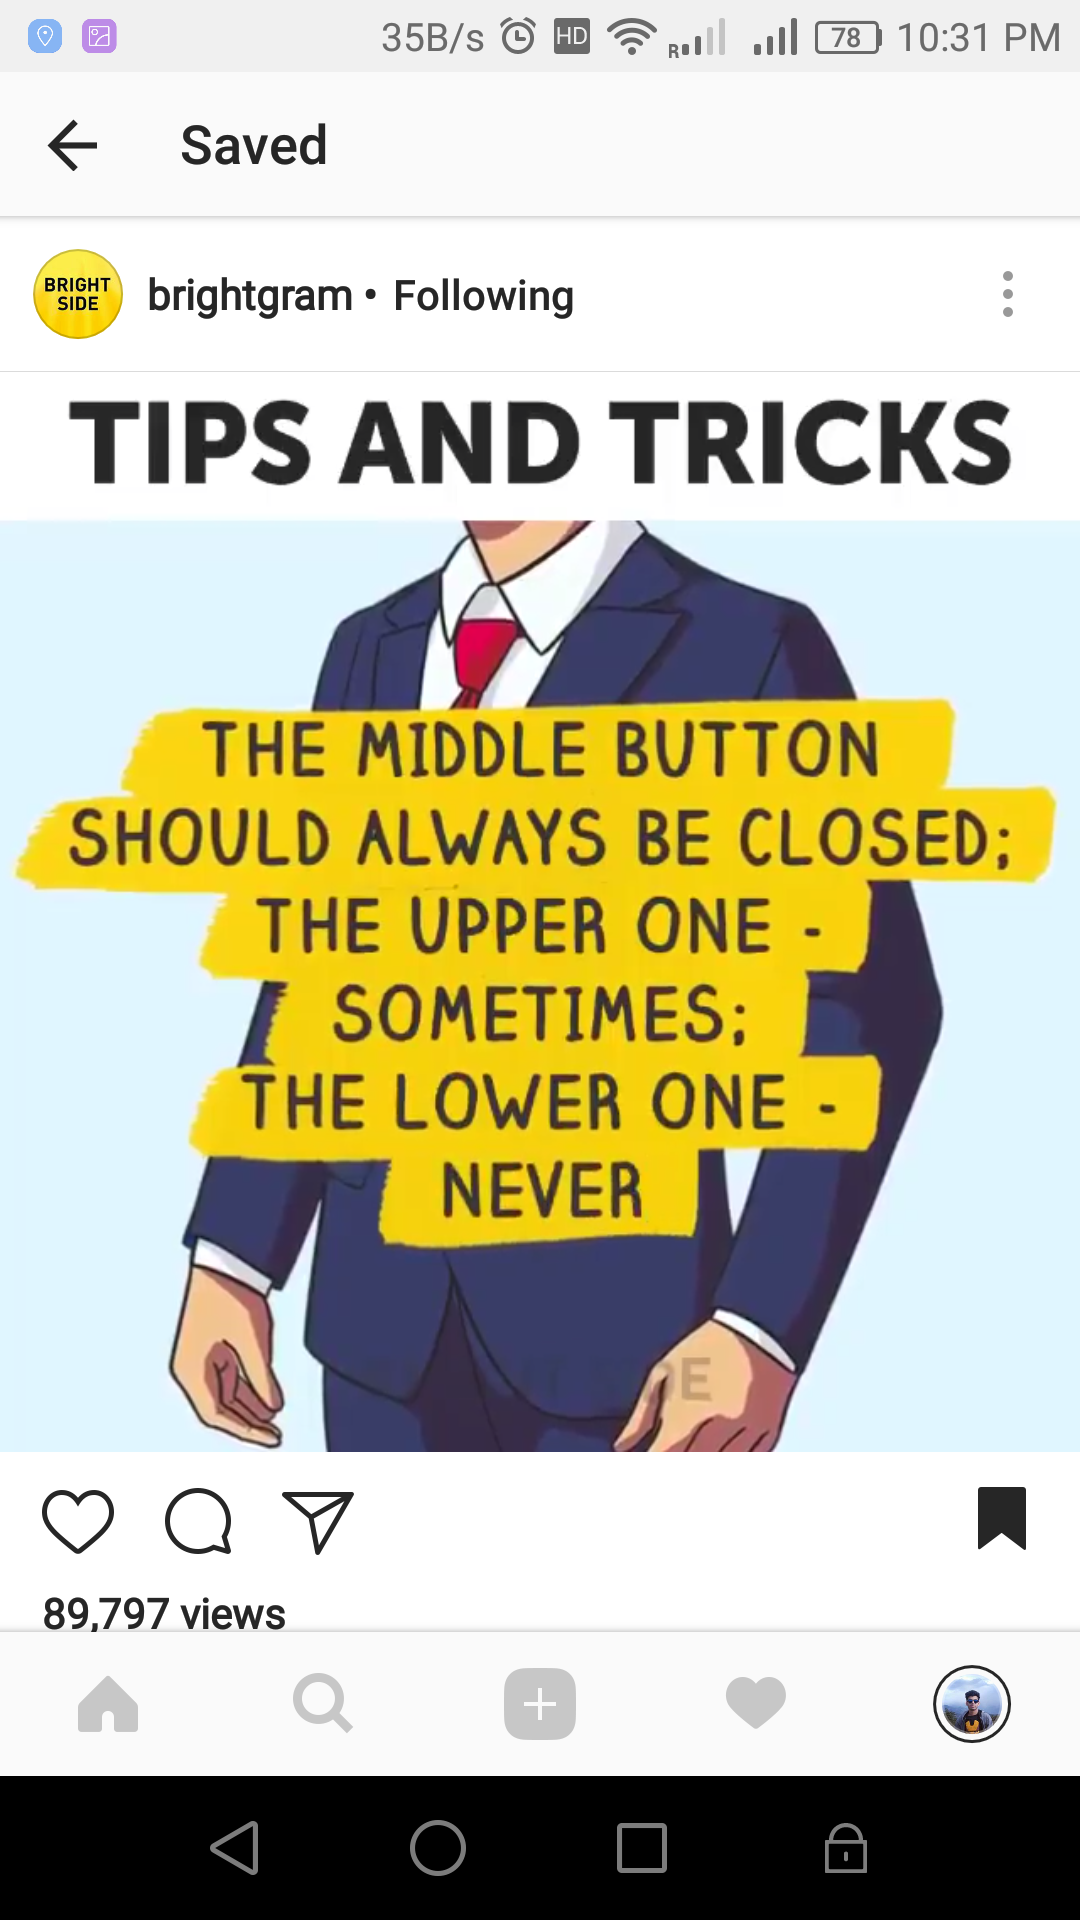 35B/s HD R 78 10:31 PM
Saved
BRIGHT
SIDE
brightgram • Following
TIPS AND TRICKS
THE MIDDLE BUTTON
SHOULD ALWAYS BE CLOSED;
THE UPPER ONE -
SOMETIMES;
THE LOWER ONE -
NEVER
89,797 views